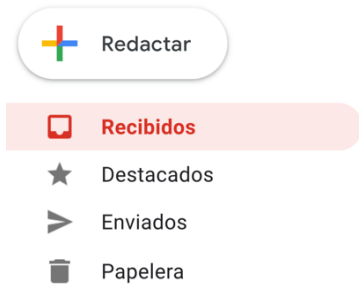 Redactar
Recibidos
Destacados
Enviados
Papelera